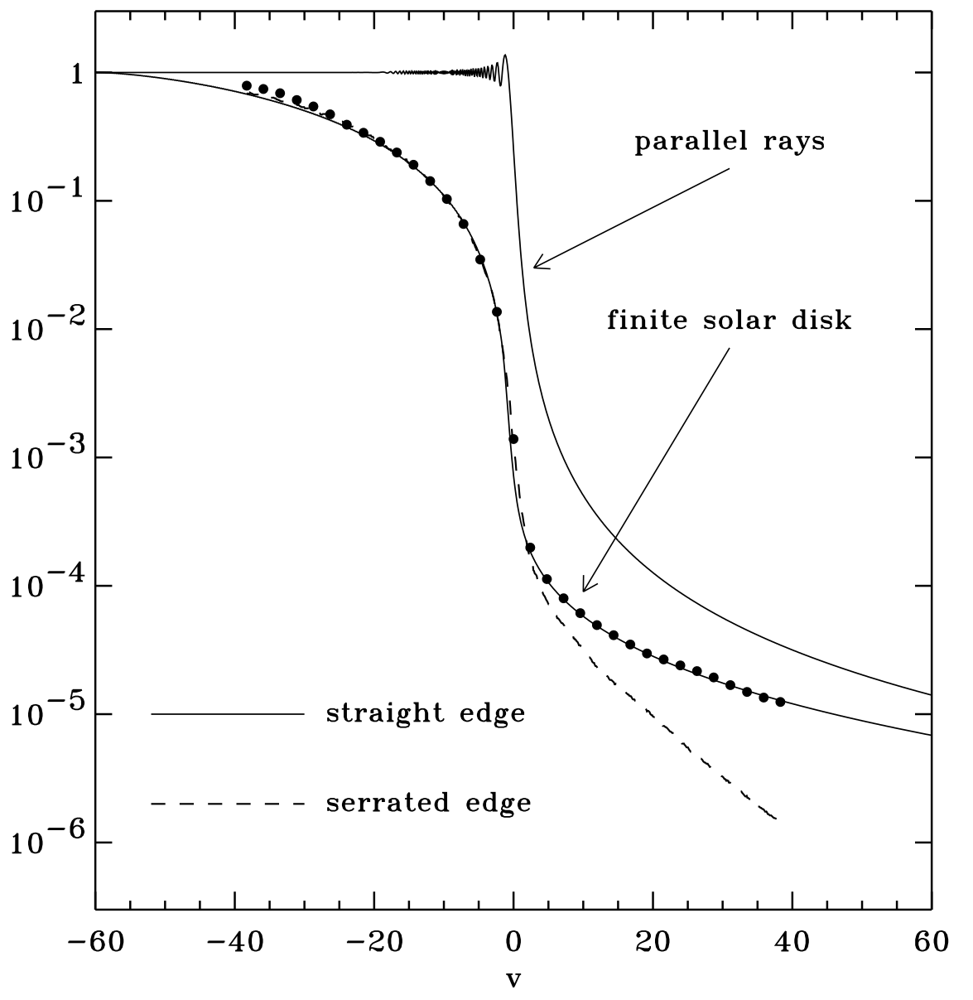 1
parallel rays
10⁻¹
finite solar disk
10⁻²
10⁻³
10⁻⁴
10⁻⁵
straight edge
serrated edge
10⁻⁶
−60 −40 −20 0 20 40 60
v